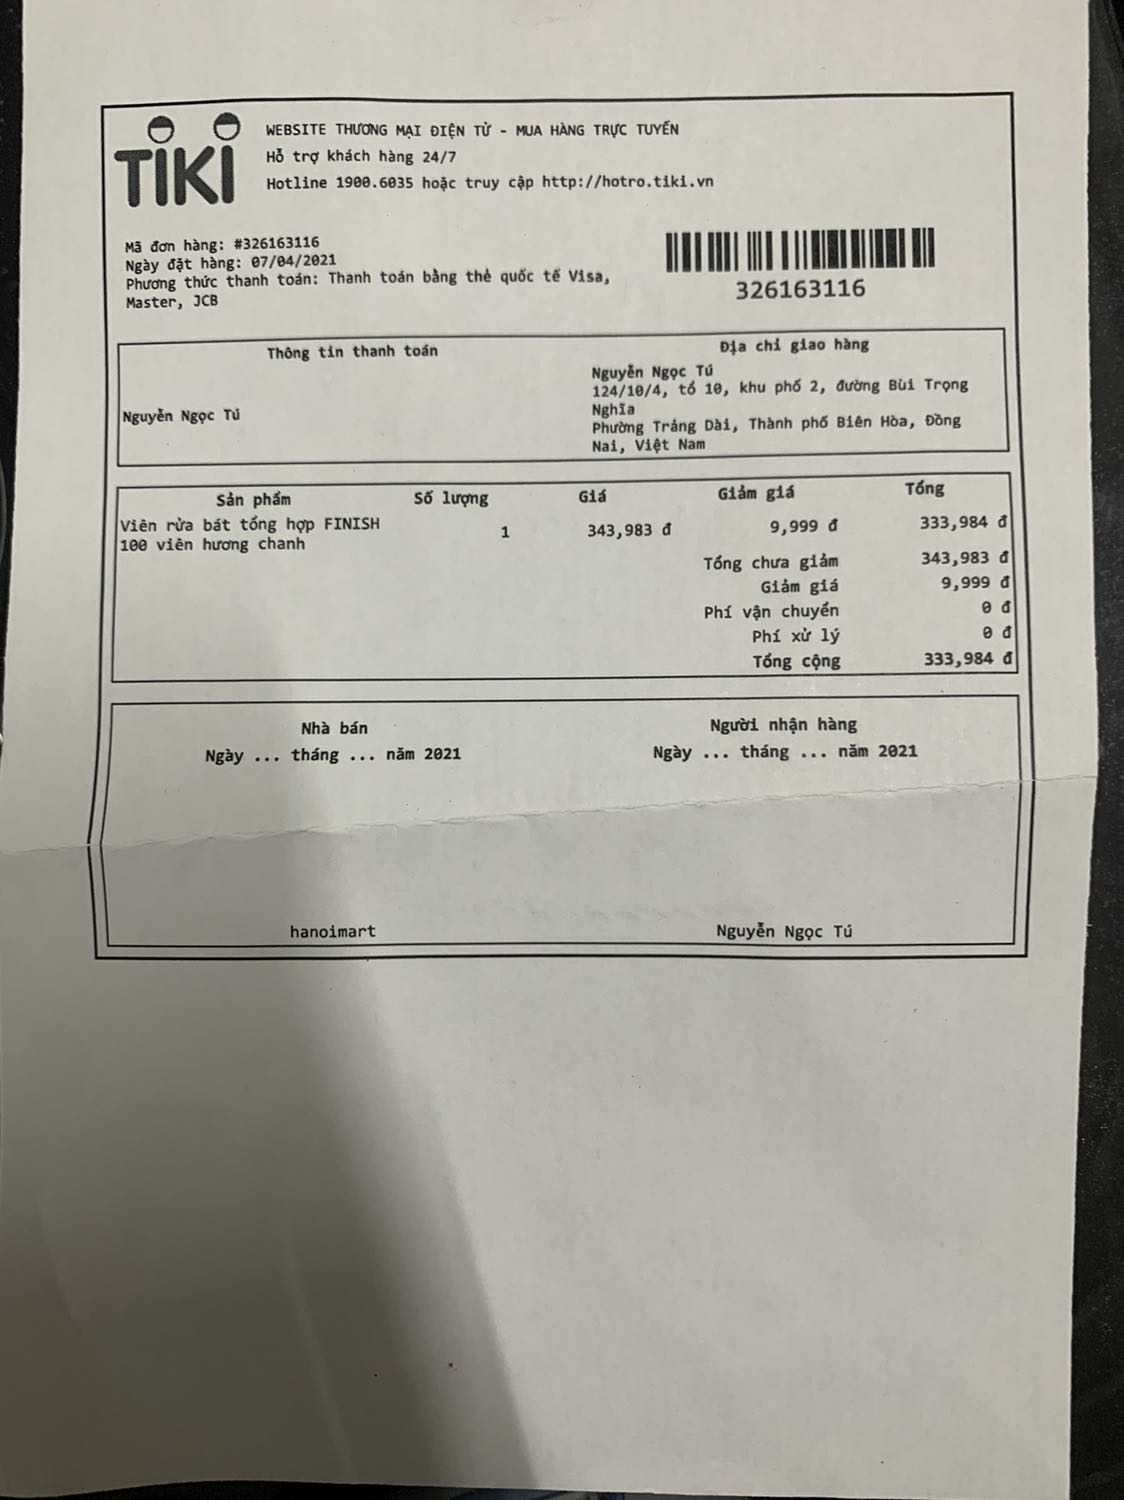 TIKI
WEBSITE THƯƠNG MẠI ĐIỆN TỬ - MUA HÀNG TRỰC TUYẾN
Hỗ trợ khách hàng 24/7
Hotline 1900.6035 hoặc truy cập http://hotro.tiki.vn
Mã đơn hàng: #326163116
Ngày đặt hàng: 07/04/2021
Phương thức thanh toán: Thanh toán bằng thẻ quốc tế Visa,
Master, JCB
326163116
Thông tin thanh toán
Nguyễn Ngọc Tú
Địa chỉ giao hàng
Nguyễn Ngọc Tú
124/10/4, tổ 10, khu phố 2, đường Bùi Trọng
Nghĩa
Phường Trảng Dài, Thành phố Biên Hòa, Đồng
Nai, Việt Nam
Sản phẩm Số lượng Giá Giảm giá Tổng
Viên rửa bát tổng hợp FINISH
100 viên hương chanh 1 343,983 đ 9,999 đ 333,984 đ
Tổng chưa giảm 343,983 đ
Giảm giá 9,999 đ
Phí vận chuyển 0 đ
Phí xử lý 0 đ
Tổng cộng 333,984 đ
Nhà bán
Ngày ... tháng ... năm 2021
hanoimart
Người nhận hàng
Ngày ... tháng ... năm 2021
Nguyễn Ngọc Tú